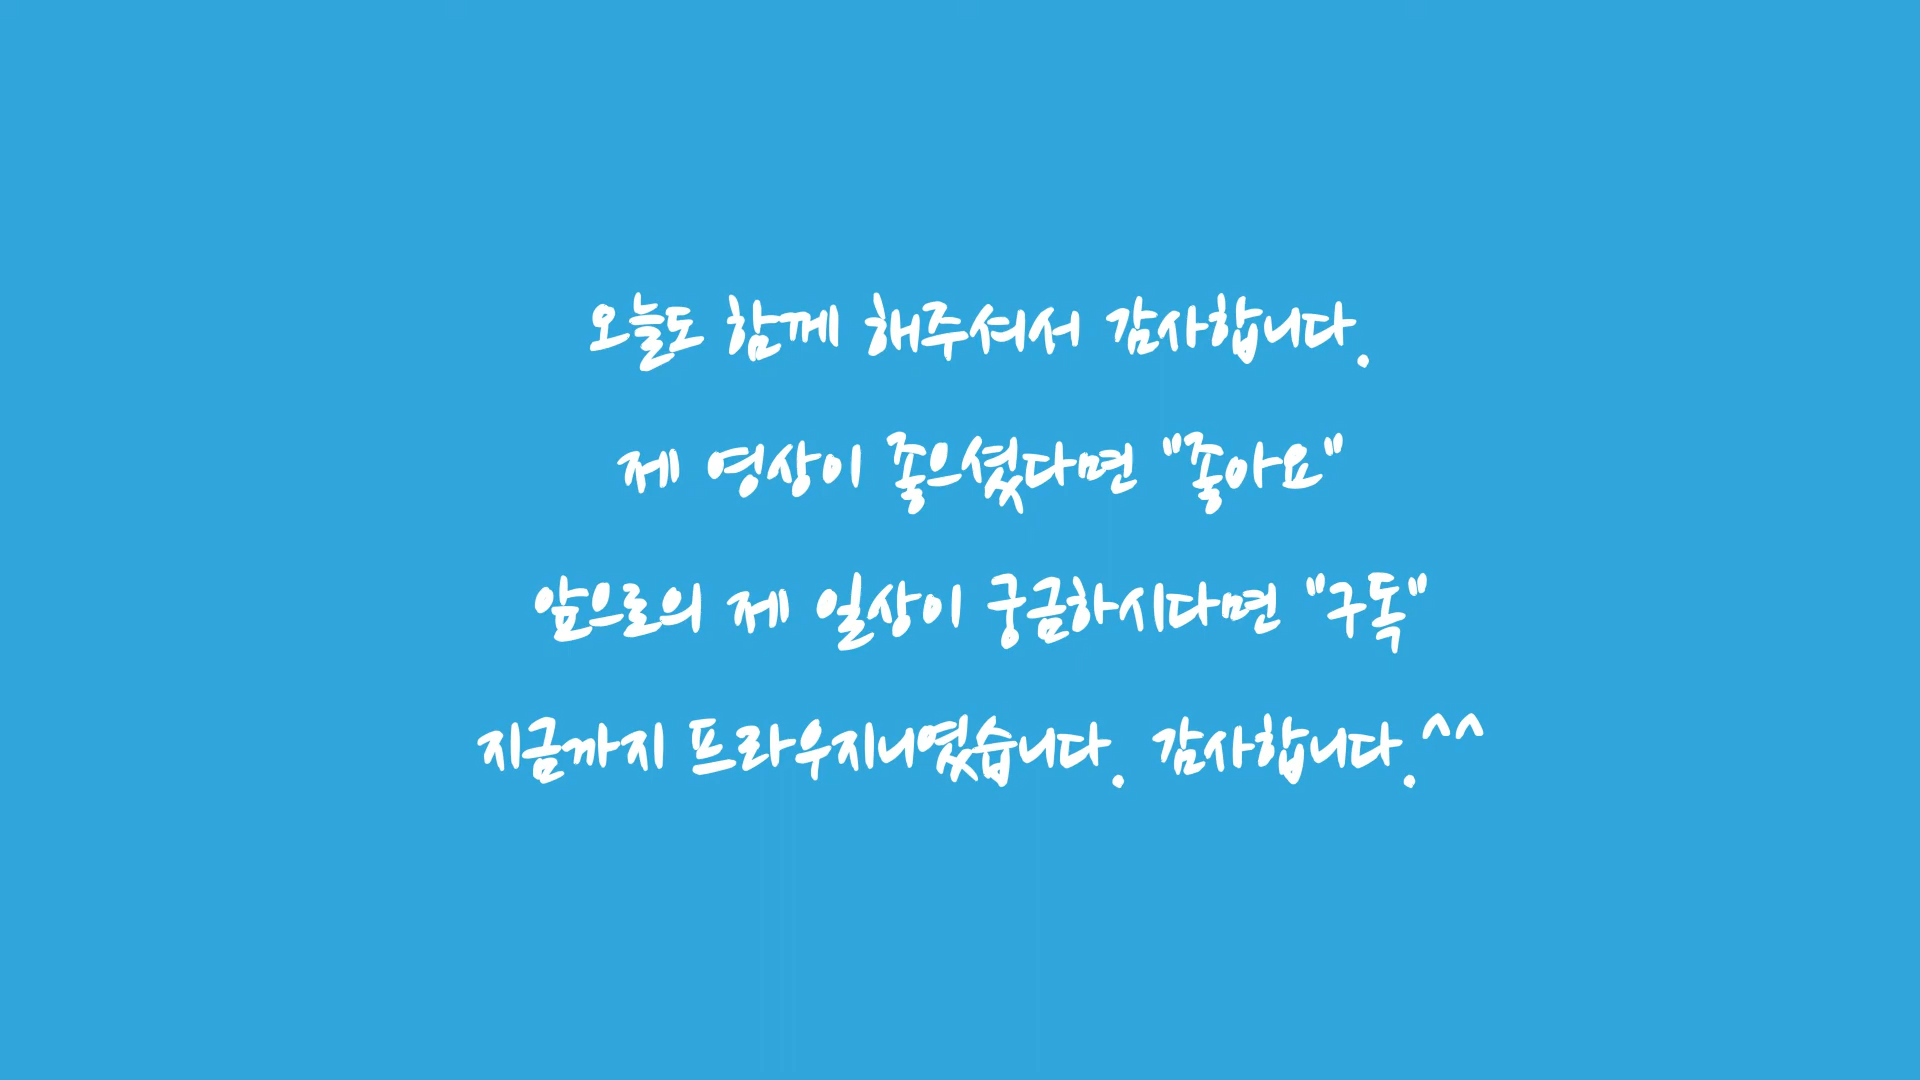 오늘도 함께 해주셔서 감사합니다.
제 영상이 좋으셨다면 "좋아요"
앞으로의 제 일상이 궁금하시다면 "구독"
지금까지 프라우지니였습니다. 감사합니다.^^